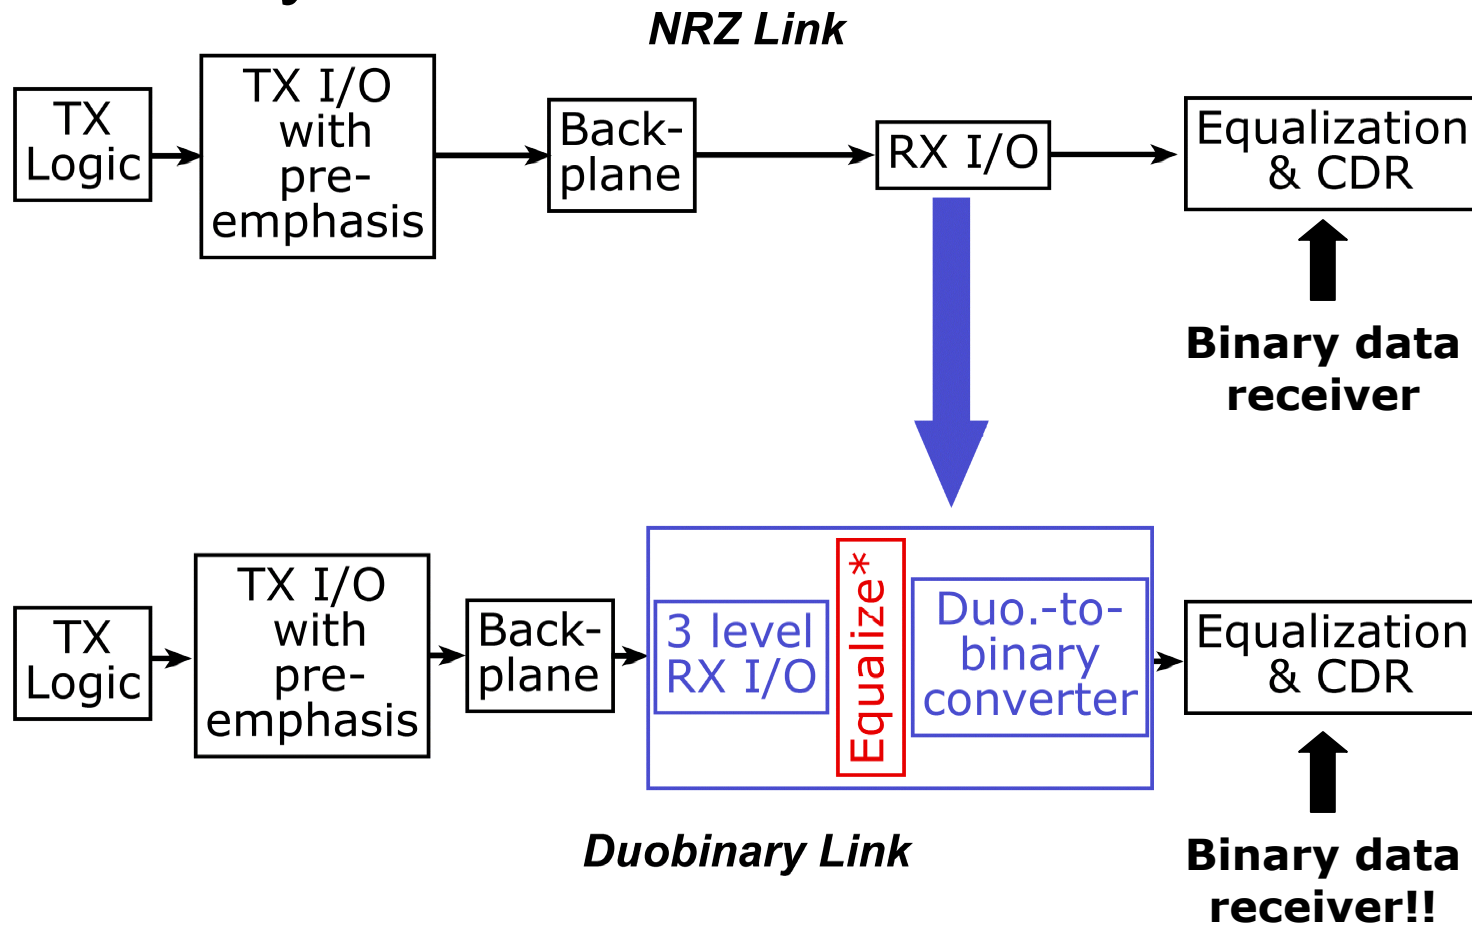 NRZ Link
TX
Logic
TX I/O
with
pre-
emphasis
Back-
plane
RX I/O
Equalization
& CDR
Binary data
receiver
TX
Logic
TX I/O
with
pre-
emphasis
Back-
plane
3 level
RX I/O
Equalize*
Duo.-to-
binary
converter
Equalization
& CDR
Duobinary Link
Binary data
receiver!!